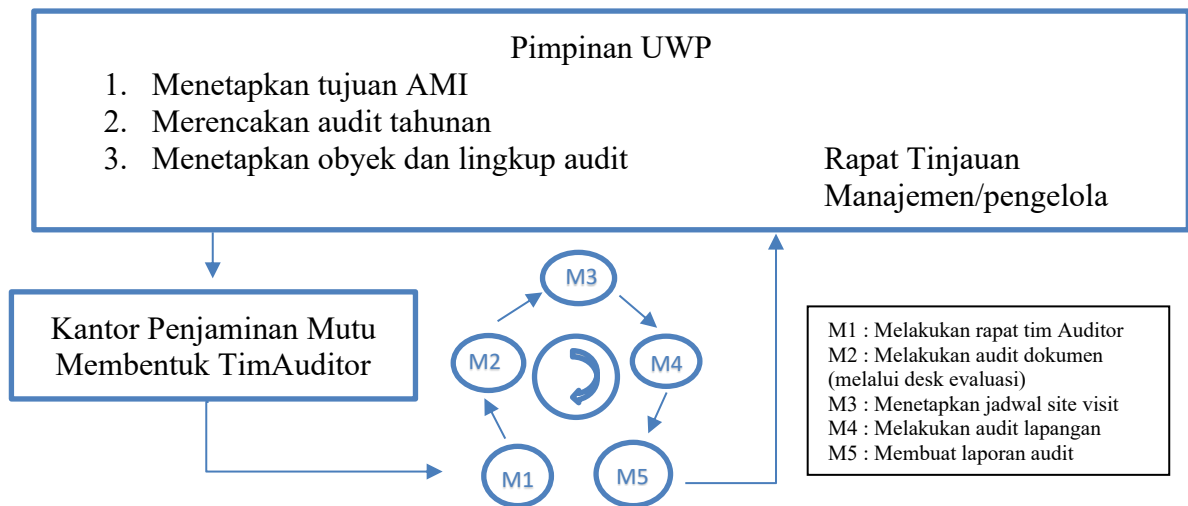 Pimpinan UWP
1. Menetapkan tujuan AMI
2. Merencakan audit tahunan
3. Menetapkan obyek dan lingkup audit
Rapat Tinjauan
Manajemen/pengelola
Kantor Penjaminan Mutu
Membentuk TimAuditor
M3
M2
M4
M1
M5
M1 : Melakukan rapat tim Auditor
M2 : Melakukan audit dokumen
(melalui desk evaluasi)
M3 : Menetapkan jadwal site visit
M4 : Melakukan audit lapangan
M5 : Membuat laporan audit